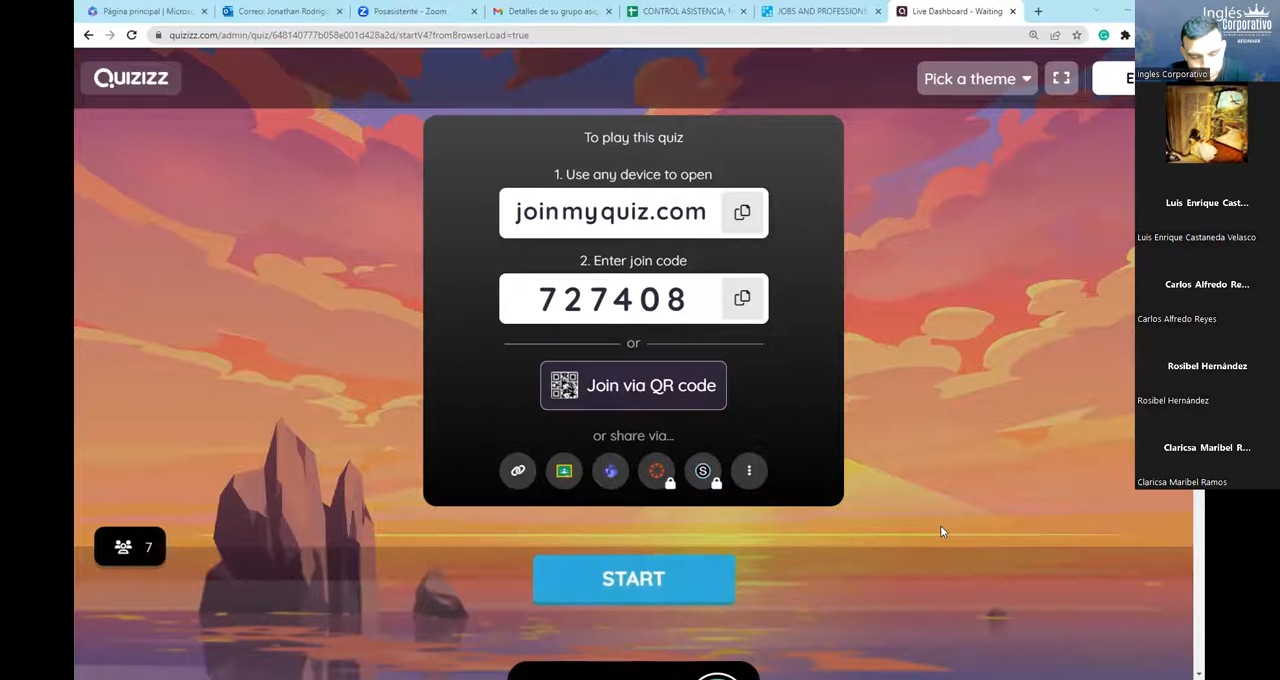 Página principal | Micros
Correo: Jonathan Rodrig
Posasistente - Zoom
Detalles de su grupo asig
CONTROL ASISTENCIA,
JOBS AND PROFESSION
Live Dashboard - Waiting
quizizz.com/admin/quiz/648140777b058e001d428a2d/startV4?fromBrowserLoad=true
Quizizz
Pick a theme
E
To play this quiz
1. Use any device to open
joinmyquiz.com
2. Enter join code
727408
or
Join via QR code
or share via...
S
7
START
Inglés
Corporativo
BEGINNER
Ingles Corporativo
Luis Enrique Cast...
Luis Enrique Castaneda Velasco
Carlos Alfredo Re...
Carlos Alfredo Reyes
Rosibel Hernández
Rosibel Hernández
Claricsa Maribel R...
Claricsa Maribel Ramos